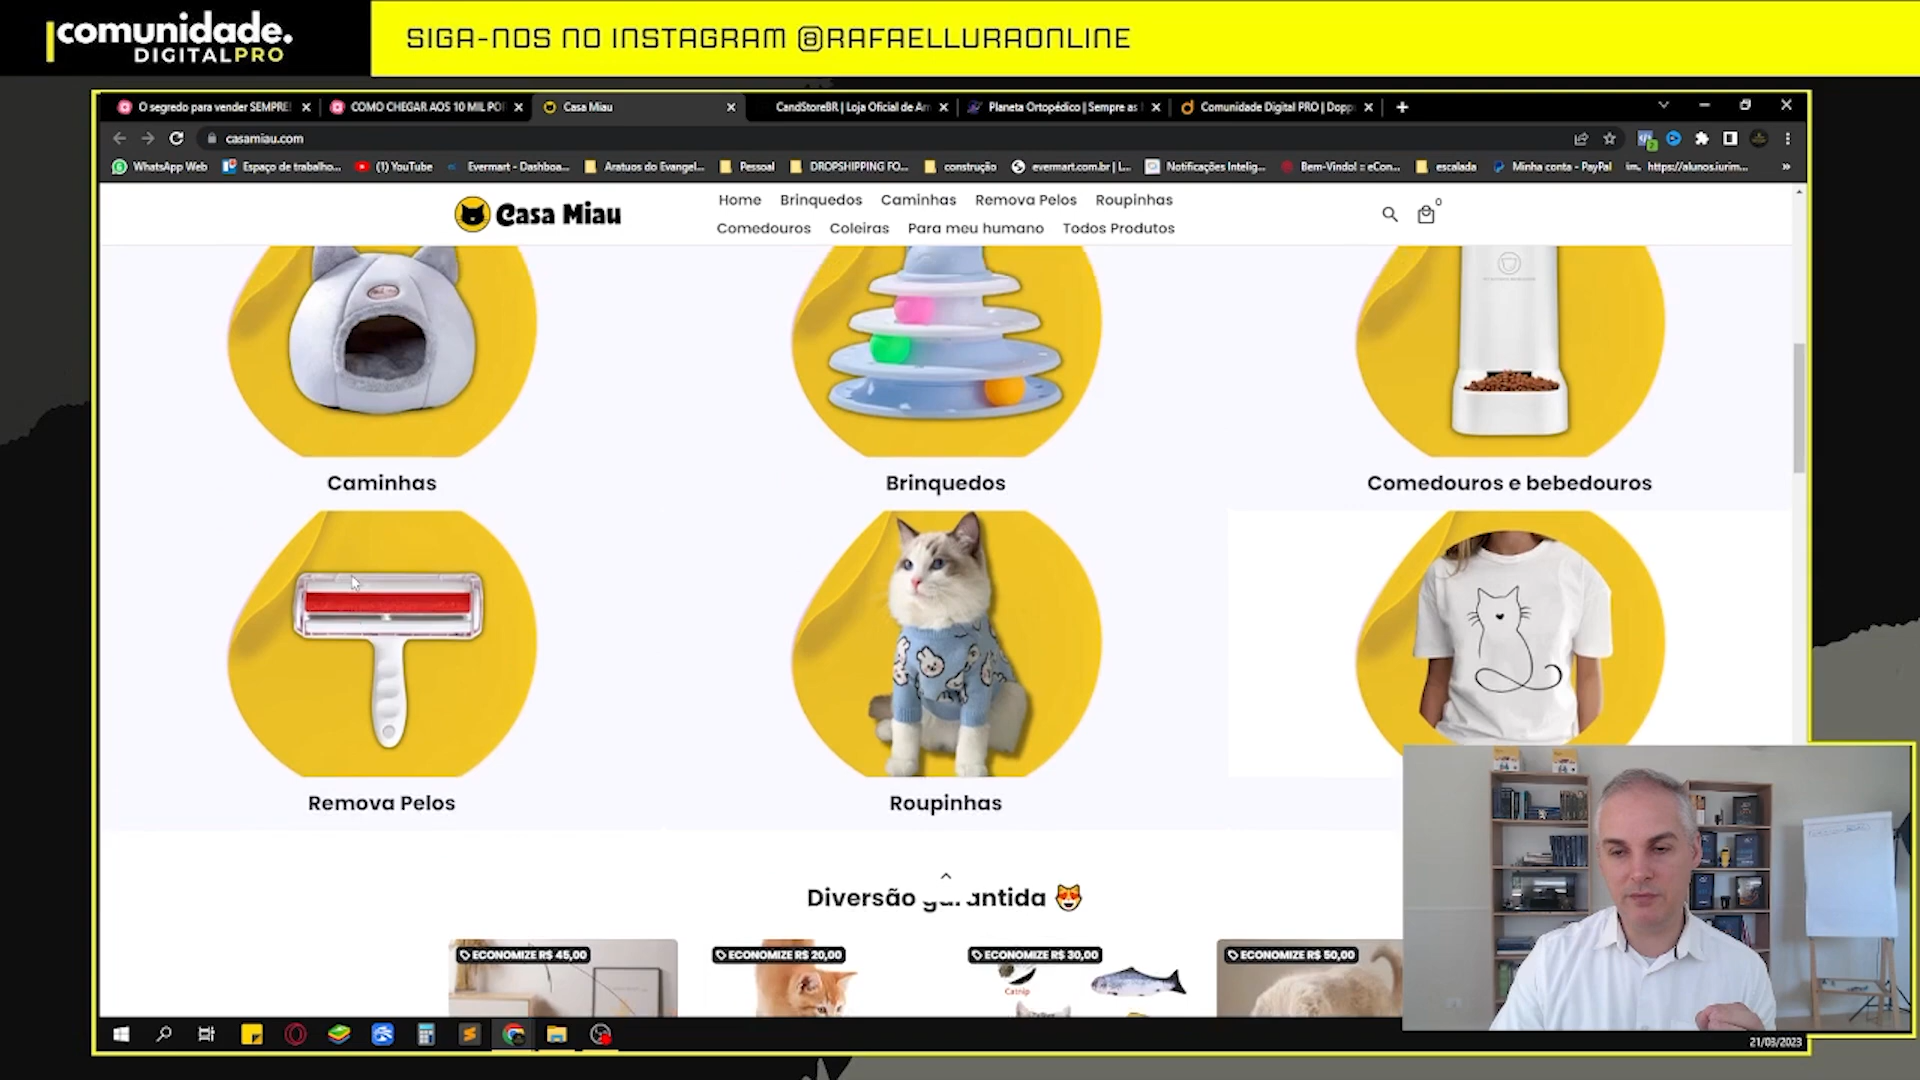 comunidade.
DIGITALPRO
SIGA-NOS NO INSTAGRAM @RAFAELLURAONLINE
O segredo para vender SEMPRE!
COMO CHEGAR AOS 10 MIL POR
Casa Miau
CandStoreBR | Loja Oficial de Am
Planeta Ortopédico | Sempre as
Comunidade Digital PRO | Dopp
casamiau.com
WhatsApp Web
Espaço de trabalho...
(1) YouTube
Evermart - Dashboa...
Aratuos do Evangel...
Pessoal
DROPSHIPPING FO...
construção
evermart.com.br | L...
Notificações Intelig...
Bem-Vindo! :: eCon...
escalada
Minha conta - PayPal
https://alunos.iurim...
Casa Miau
Home
Brinquedos
Caminhas
Remova Pelos
Roupinhas
Comedouros
Coleiras
Para meu humano
Todos Produtos
0
Caminhas
Brinquedos
Comedouros e bebedouros
Remova Pelos
Roupinhas
Diversão garantida
ECONOMIZE R$ 45,00
ECONOMIZE R$ 20,00
ECONOMIZE R$ 30,00
ECONOMIZE R$ 50,00
Catnip
21/03/2023